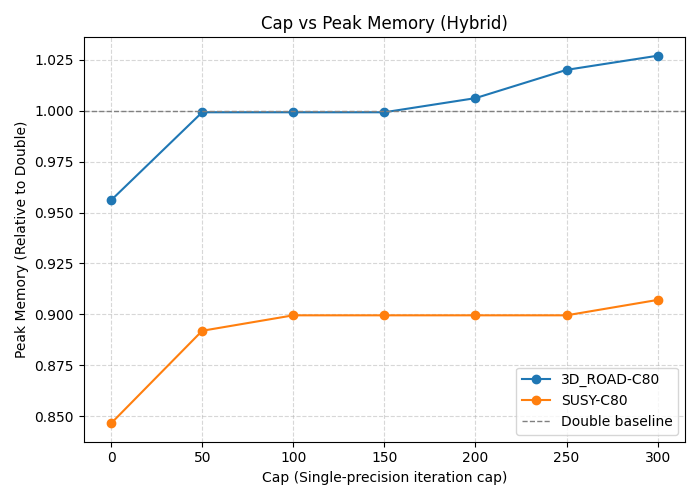 Cap vs Peak Memory (Hybrid)
Peak Memory (Relative to Double)
1.025
1.000
0.975
0.950
0.925
0.900
0.875
0.850
0 50 100 150 200 250 300
Cap (Single-precision iteration cap)
3D_ROAD-C80
SUSY-C80
Double baseline